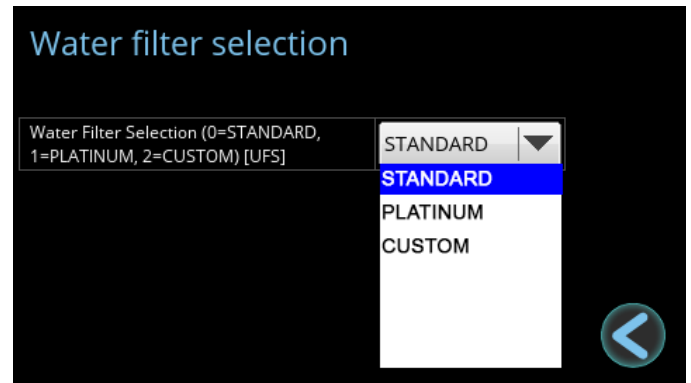 Water filter selection
Water Filter Selection (0=STANDARD,
1=PLATINUM, 2=CUSTOM) [UFS]
STANDARD
STANDARD
PLATINUM
CUSTOM